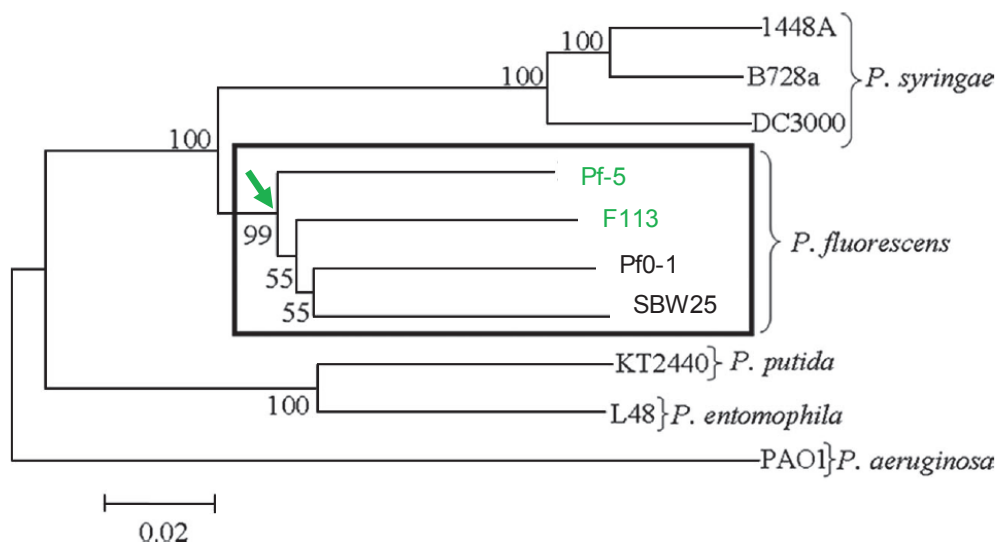 1448A
100
B728a
P. syringae
100
DC3000
100
Pf-5
99
F113
P. fluorescens
Pf0-1
55
SBW25
55
KT2440
P. putida
100
L48
P. entomophila
PAO1
P. aeruginosa
0.02